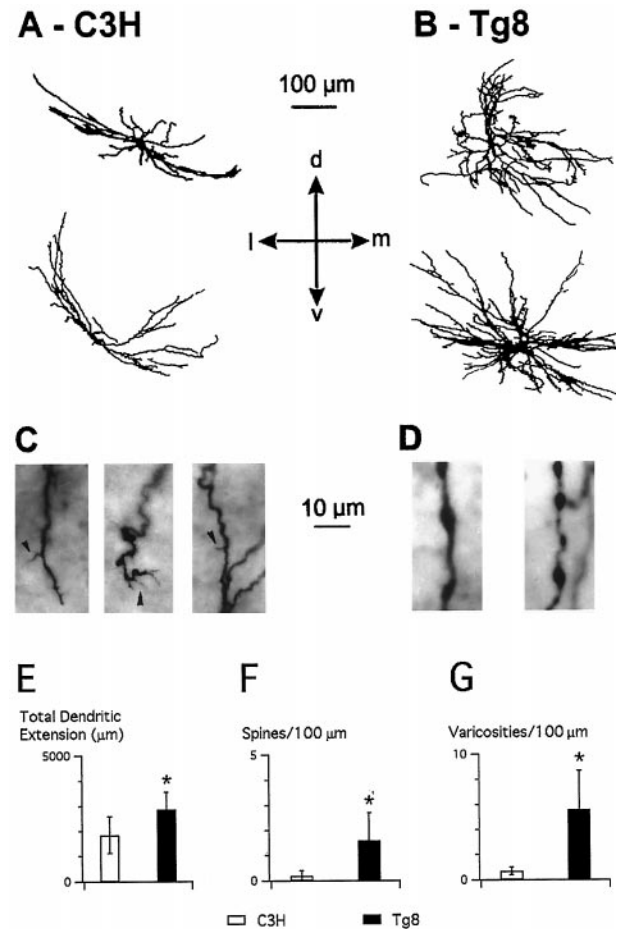 A - C3H
B - Tg8
100 µm
d
l m
v
C
D
10 µm
E
F
G
Total Dendritic
Extension (µm)
Spines/100 µm
Varicosities/100 µm
5000
5
10
*
*
*
0
0
0
C3H
Tg8